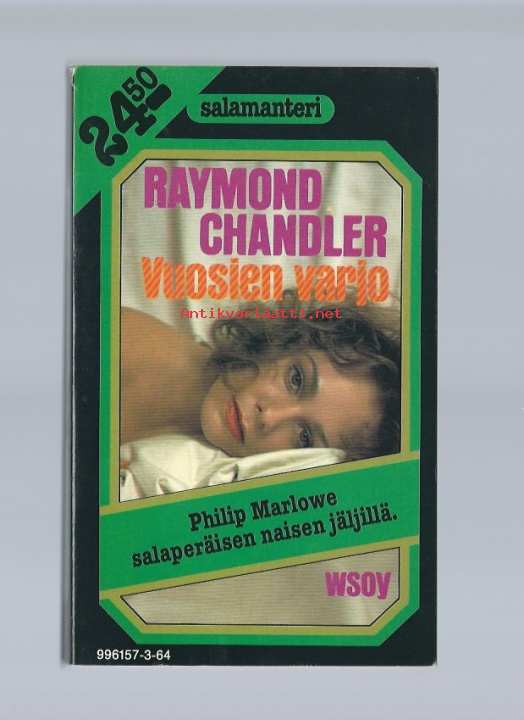 24.50
salamanteri
RAYMOND
CHANDLER
Vuosien varjo
Antikvariaatti.net
Philip Marlowe
salaperäisen naisen jäljillä.
wsoy
996157-3-64